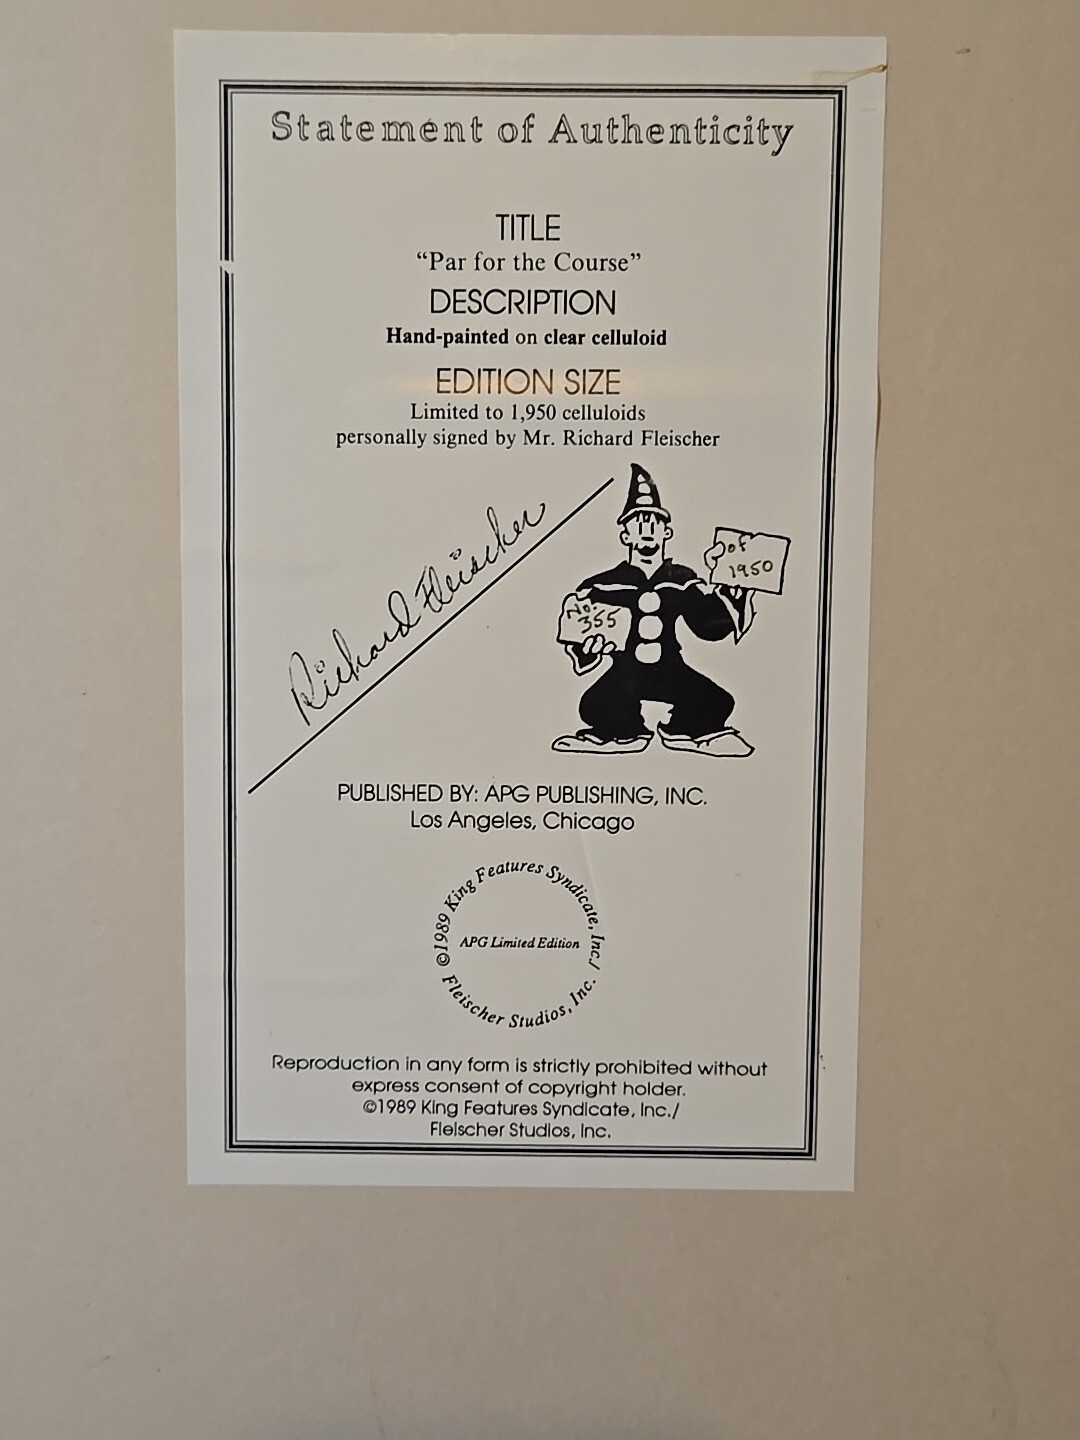 Statement of Authenticity
TITLE
“Par for the Course”
DESCRIPTION
Hand-painted on clear celluloid
EDITION SIZE
Limited to 1,950 celluloids
personally signed by Mr. Richard Fleischer
Richard Fleischer
No.
355
of
1950
PUBLISHED BY: APG PUBLISHING, INC.
Los Angeles, Chicago
©1989 King Features Syndicate, Inc./
Fleischer Studios, Inc.
APG Limited Edition
Reproduction in any form is strictly prohibited without
express consent of copyright holder.
©1989 King Features Syndicate, Inc./
Fleischer Studios, Inc.